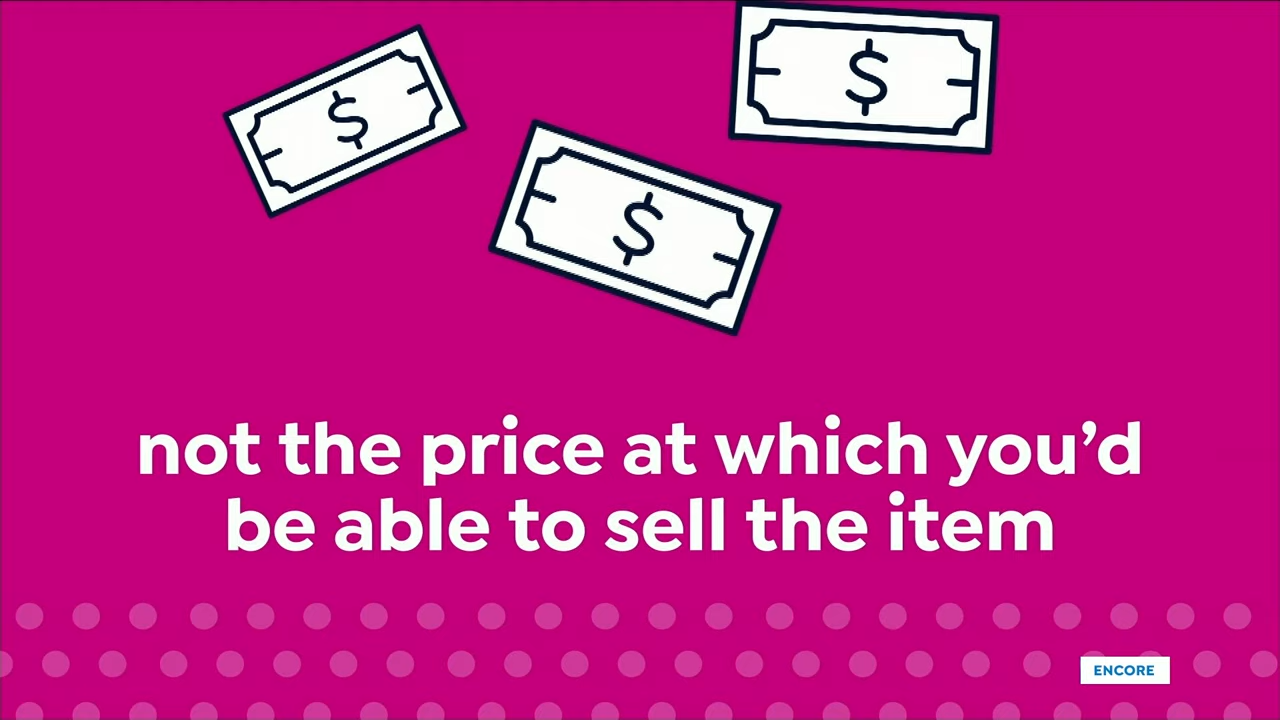 $
$
$
not the price at which you’d
be able to sell the item
ENCORE